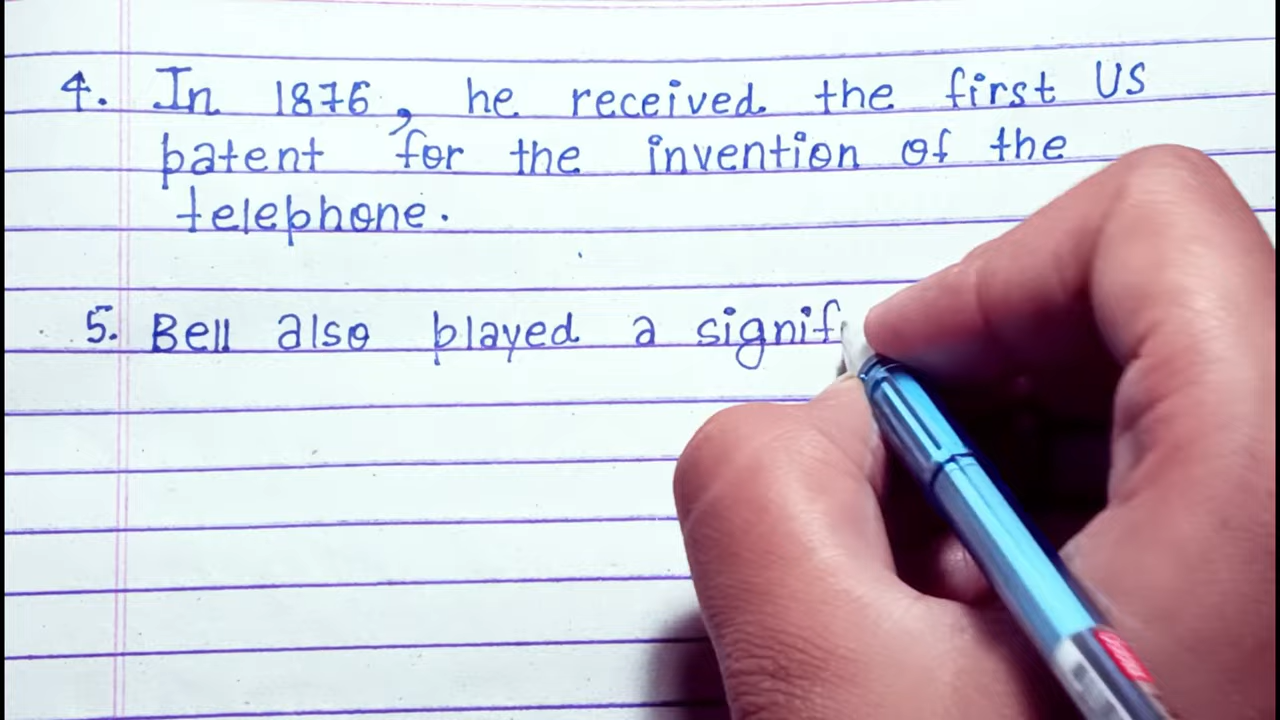 4. In 1876, he received the first US
patent for the invention of the
telephone.
5. Bell also played a signif